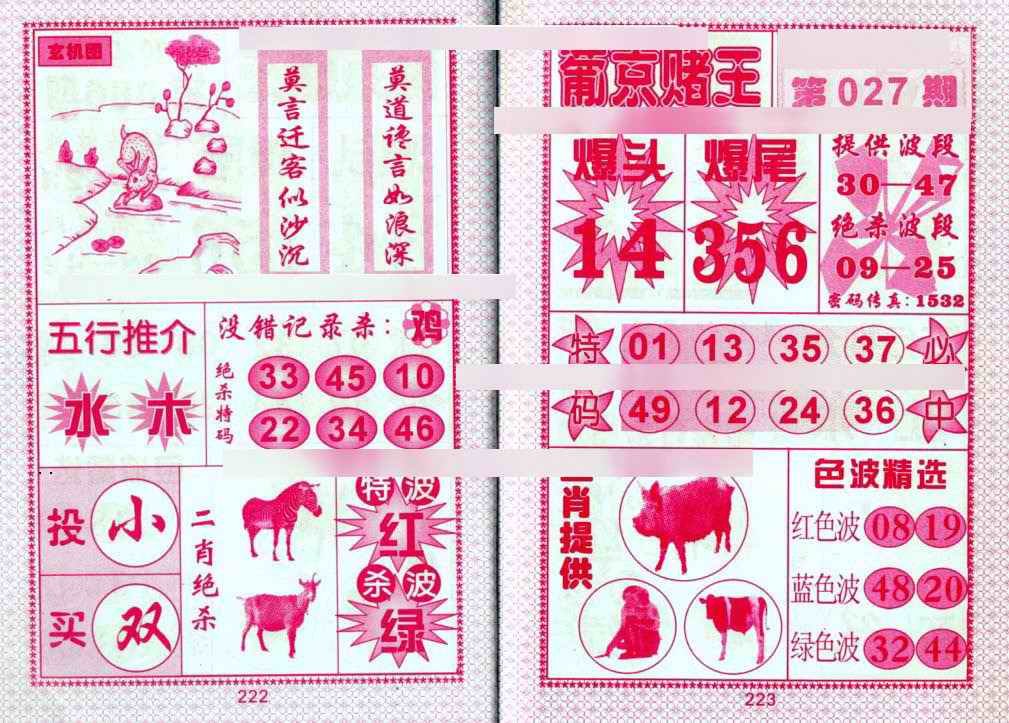 玄机图
莫道谗言如浪深
莫言迁客似沙沉
五行推介
水 木
没错记录杀：鸡
绝杀特码
33 45 10
22 34 46
投 小
买 双
二肖绝杀
特波
红
杀波
绿
222
葡京赌王
第027期
爆头
14
爆尾
356
提供波段
30—47
绝杀波段
09—25
密码传真：1532
特 01 13 35 37 必
码 49 12 24 36 中
肖提供
色波精选
红色波 08 19
蓝色波 48 20
绿色波 32 44
223